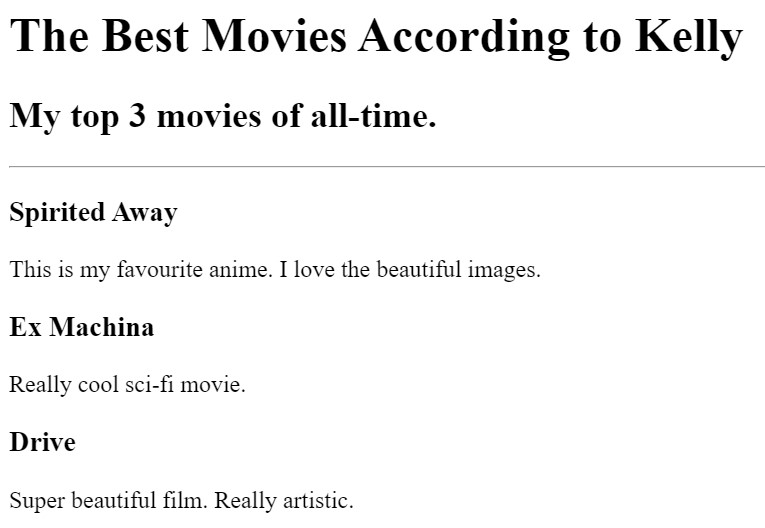 The Best Movies According to Kelly
My top 3 movies of all-time.
Spirited Away
This is my favourite anime. I love the beautiful images.
Ex Machina
Really cool sci-fi movie.
Drive
Super beautiful film. Really artistic.